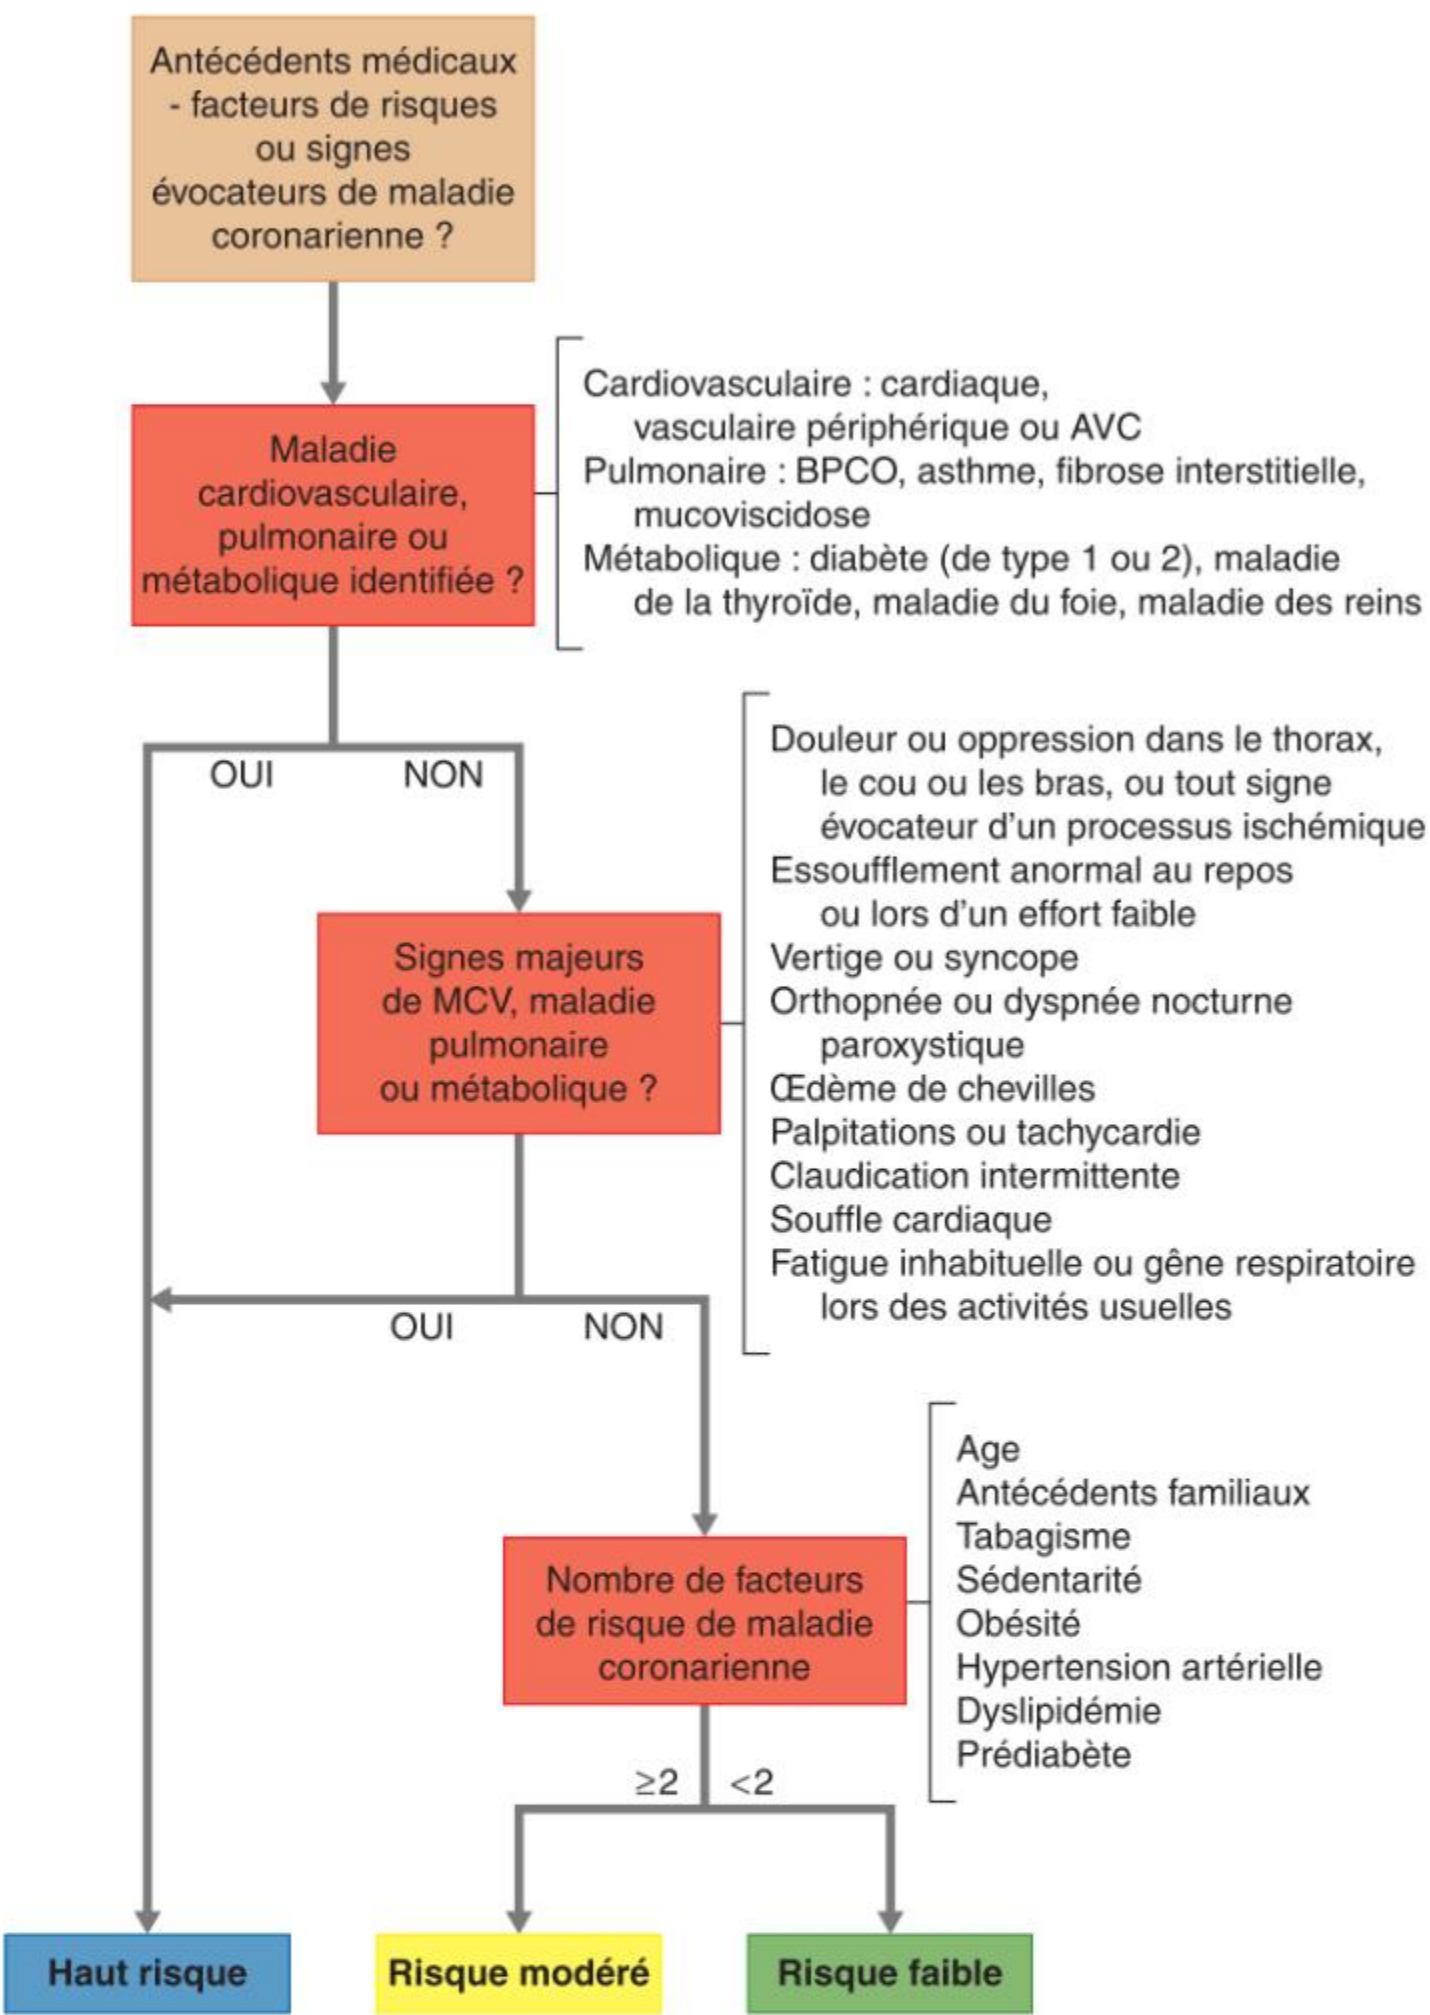 Antécédents médicaux
- facteurs de risques
ou signes
évocateurs de maladie
coronarienne ?
Maladie
cardiovasculaire,
pulmonaire ou
métabolique identifiée ?
Cardiovasculaire : cardiaque,
vasculaire périphérique ou AVC
Pulmonaire : BPCO, asthme, fibrose interstitielle,
mucoviscidose
Métabolique : diabète (de type 1 ou 2), maladie
de la thyroïde, maladie du foie, maladie des reins
OUI
NON
Signes majeurs
de MCV, maladie
pulmonaire
ou métabolique ?
Douleur ou oppression dans le thorax,
le cou ou les bras, ou tout signe
évocateur d'un processus ischémique
Essoufflement anormal au repos
ou lors d'un effort faible
Vertige ou syncope
Orthopnée ou dyspnée nocturne
paroxystique
Œdème de chevilles
Palpitations ou tachycardie
Claudication intermittente
Souffle cardiaque
Fatigue inhabituelle ou gêne respiratoire
lors des activités usuelles
OUI
NON
Nombre de facteurs
de risque de maladie
coronarienne
Age
Antécédents familiaux
Tabagisme
Sédentarité
Obésité
Hypertension artérielle
Dyslipidémie
Prédiabète
≥2
<2
Haut risque
Risque modéré
Risque faible